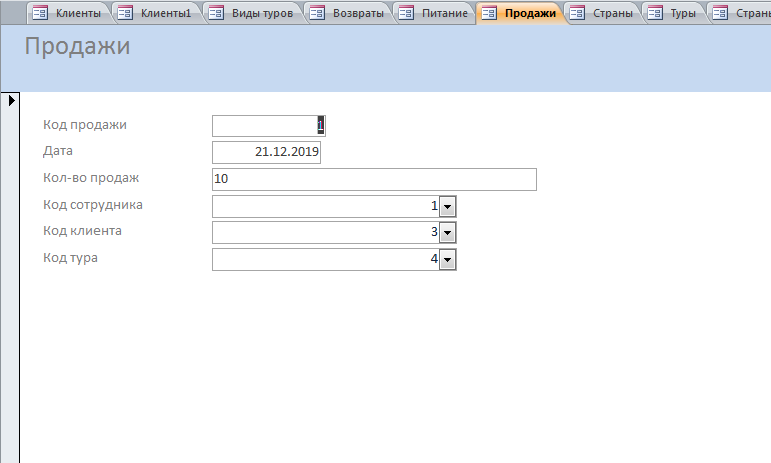 Клиенты Клиенты1 Виды туров Возвраты Питание Продажи Страны Туры Страны
Продажи
Код продажи 1
Дата 21.12.2019
Кол-во продаж 10
Код сотрудника 1
Код клиента 3
Код тура 4